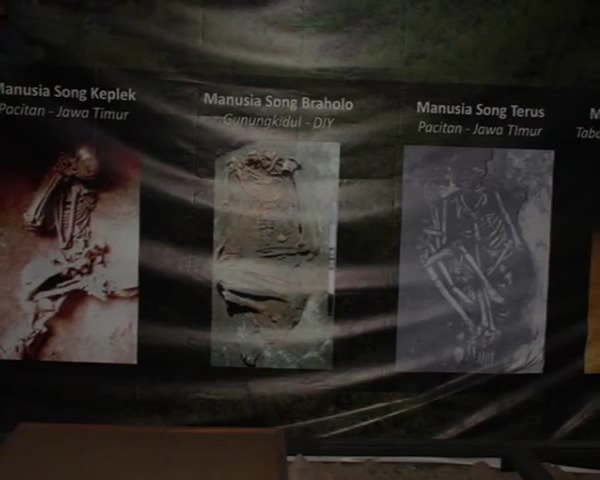 Manusia Song Keplek
Pacitan - Jawa Timur
Manusia Song Braholo
Gunungkidul - DIY
Manusia Song Terus
Pacitan - Jawa Timur